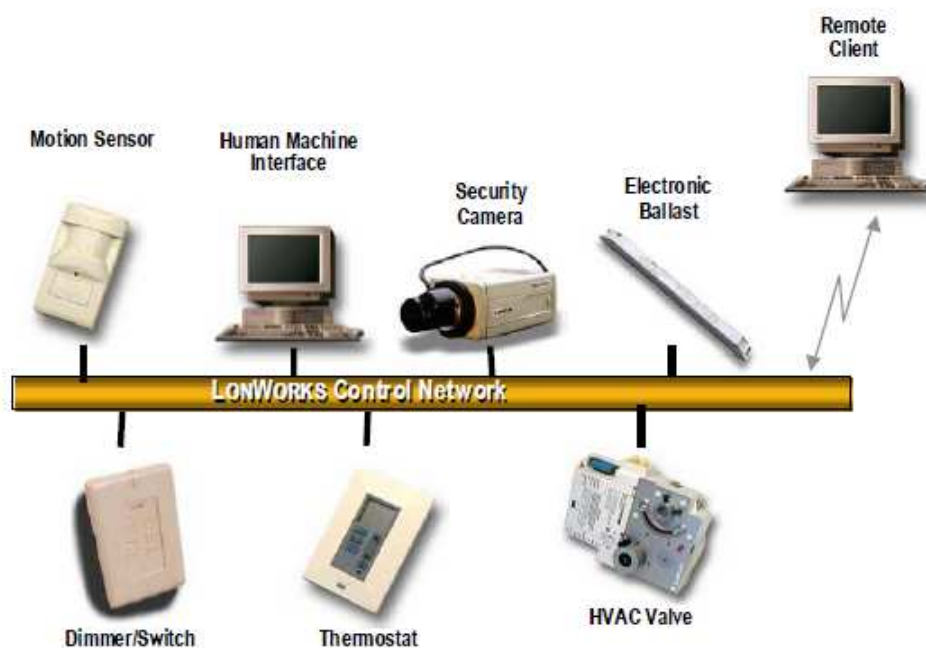 Remote
Client
Motion Sensor
Human Machine
Interface
Security
Camera
Electronic
Ballast
LONWORKS Control Network
Dimmer/Switch
Thermostat
HVAC Valve